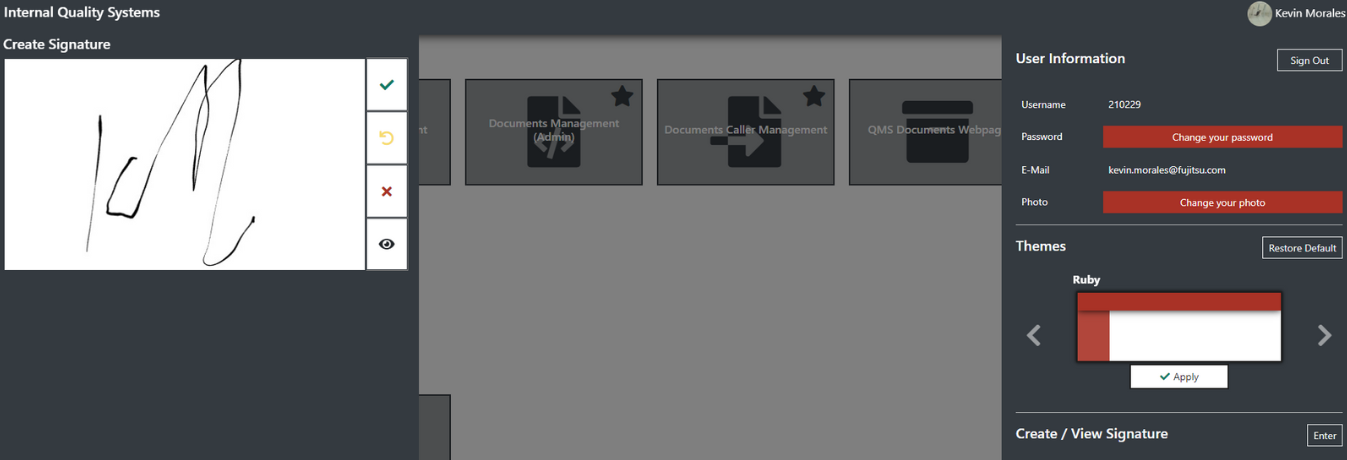 Internal Quality Systems
Kevin Morales
Create Signature
nt
Documents Management
(Admin)
Documents Caller Management
QMS Documents Webpag
User Information
Sign Out
Username
210229
Password
Change your password
E-Mail
kevin.morales@fujitsu.com
Photo
Change your photo
Themes
Restore Default
Ruby
Apply
Create / View Signature
Enter